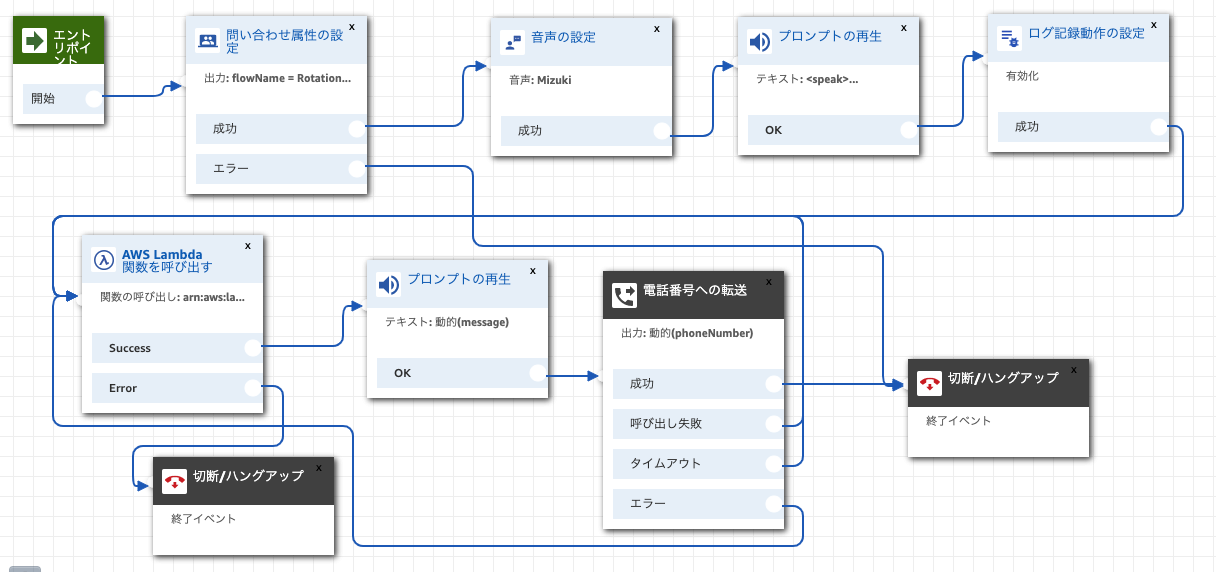 エント
リポイ
ント
開始
問い合わせ属性の設
定
x
出力: flowName = Rotation...
成功
エラー
音声の設定
x
音声: Mizuki
成功
プロンプトの再生
x
テキスト: <speak>...
OK
ログ記録動作の設定
x
有効化
成功
AWS Lambda
関数を呼び出す
x
関数の呼び出し: arn:aws:la...
Success
Error
プロンプトの再生
x
テキスト: 動的(message)
OK
電話番号への転送
x
出力: 動的(phoneNumber)
成功
呼び出し失敗
タイムアウト
エラー
切断/ハングアップ
x
終了イベント
切断/ハングアップ
x
終了イベント